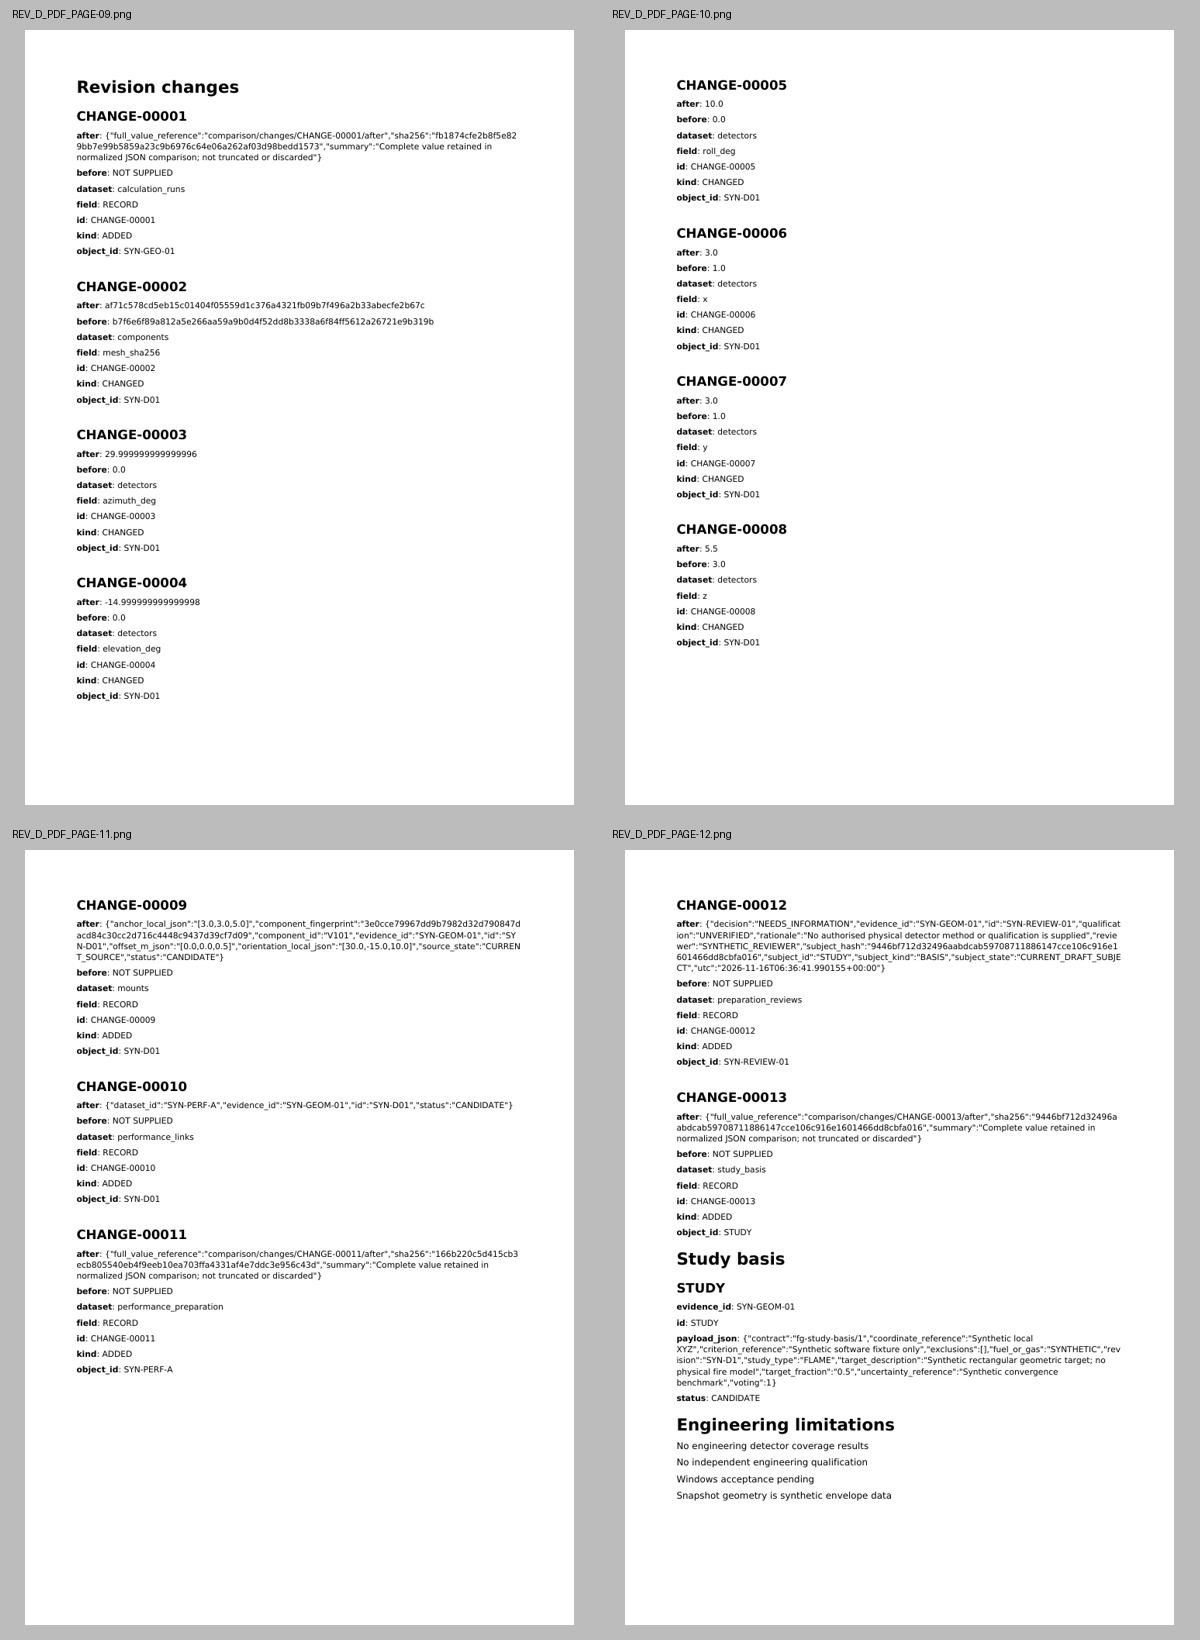 REV_D_PDF_PAGE-09.png
Revision changes
CHANGE-00001
after: {"full_value_reference":"comparison/changes/CHANGE-00001/after","sha256":"fb1874cfe2b8f5e82
9bb7e99b5859a23c9b6976c64e06a262af03d98bedd1573","summary":"Complete value retained in
normalized JSON comparison; not truncated or discarded"}
before: NOT SUPPLIED
dataset: calculation_runs
field: RECORD
id: CHANGE-00001
kind: ADDED
object_id: SYN-GEO-01
CHANGE-00002
after: af71c578cd5eb15c01404f05559d1c376a4321fb09b7f496a2b33abecfe2b67c
before: b7f6e6f89a812a5e266aa59a9b0d4f52dd8b3338a6f84ff5612a26721e9b319b
dataset: components
field: mesh_sha256
id: CHANGE-00002
kind: CHANGED
object_id: SYN-D01
CHANGE-00003
after: 29.999999999999996
before: 0.0
dataset: detectors
field: azimuth_deg
id: CHANGE-00003
kind: CHANGED
object_id: SYN-D01
CHANGE-00004
after: -14.999999999999998
before: 0.0
dataset: detectors
field: elevation_deg
id: CHANGE-00004
kind: CHANGED
object_id: SYN-D01
REV_D_PDF_PAGE-10.png
CHANGE-00005
after: 10.0
before: 0.0
dataset: detectors
field: roll_deg
id: CHANGE-00005
kind: CHANGED
object_id: SYN-D01
CHANGE-00006
after: 3.0
before: 1.0
dataset: detectors
field: x
id: CHANGE-00006
kind: CHANGED
object_id: SYN-D01
CHANGE-00007
after: 3.0
before: 1.0
dataset: detectors
field: y
id: CHANGE-00007
kind: CHANGED
object_id: SYN-D01
CHANGE-00008
after: 5.5
before: 3.0
dataset: detectors
field: z
id: CHANGE-00008
kind: CHANGED
object_id: SYN-D01
REV_D_PDF_PAGE-11.png
CHANGE-00009
after: {"anchor_local_json":"[3.0,3.0,5.0]","component_fingerprint":"3e0cce79967dd9b7982d32d790847d
acd84c30cc2d716c4448c9437d39cf7d09","component_id":"V101","evidence_id":"SYN-GEOM-01","id":"SY
N-D01","offset_m_json":"[0.0,0.0,0.5]","orientation_local_json":"[30.0,-15.0,10.0]","source_state":"CURREN
T_SOURCE","status":"CANDIDATE"}
before: NOT SUPPLIED
dataset: mounts
field: RECORD
id: CHANGE-00009
kind: ADDED
object_id: SYN-D01
CHANGE-00010
after: {"dataset_id":"SYN-PERF-A","evidence_id":"SYN-GEOM-01","id":"SYN-D01","status":"CANDIDATE"}
before: NOT SUPPLIED
dataset: performance_links
field: RECORD
id: CHANGE-00010
kind: ADDED
object_id: SYN-D01
CHANGE-00011
after: {"full_value_reference":"comparison/changes/CHANGE-00011/after","sha256":"166b220c5d415cb3
ecb805540eb4f9eeb10ea703ffa4331af4e7ddc3e956c43d","summary":"Complete value retained in
normalized JSON comparison; not truncated or discarded"}
before: NOT SUPPLIED
dataset: performance_preparation
field: RECORD
id: CHANGE-00011
kind: ADDED
object_id: SYN-PERF-A
REV_D_PDF_PAGE-12.png
CHANGE-00012
after: {"decision":"NEEDS_INFORMATION","evidence_id":"SYN-GEOM-01","id":"SYN-REVIEW-01","qualificat
ion":"UNVERIFIED","rationale":"No authorised physical detector method or qualification is supplied","revie
wer":"SYNTHETIC_REVIEWER","subject_hash":"9446bf712d32496aabdcab59708711886147cce106c916e1
601466dd8cbfa016","subject_id":"STUDY","subject_kind":"BASIS","subject_state":"CURRENT_DRAFT_SUBJE
CT","utc":"2026-11-16T06:36:41.990155+00:00"}
before: NOT SUPPLIED
dataset: preparation_reviews
field: RECORD
id: CHANGE-00012
kind: ADDED
object_id: SYN-REVIEW-01
CHANGE-00013
after: {"full_value_reference":"comparison/changes/CHANGE-00013/after","sha256":"9446bf712d32496a
abdcab59708711886147cce106c916e1601466dd8cbfa016","summary":"Complete value retained in
normalized JSON comparison; not truncated or discarded"}
before: NOT SUPPLIED
dataset: study_basis
field: RECORD
id: CHANGE-00013
kind: ADDED
object_id: STUDY
Study basis
STUDY
evidence_id: SYN-GEOM-01
id: STUDY
payload_json: {"contract":"fg-study-basis/1","coordinate_reference":"Synthetic local
XYZ","criterion_reference":"Synthetic software fixture only","exclusions":[],"fuel_or_gas":"SYNTHETIC","rev
ision":"SYN-D1","study_type":"FLAME","target_description":"Synthetic rectangular geometric target; no
physical fire model","target_fraction":"0.5","uncertainty_reference":"Synthetic convergence
benchmark","voting":1}
status: CANDIDATE
Engineering limitations
No engineering detector coverage results
No independent engineering qualification
Windows acceptance pending
Snapshot geometry is synthetic envelope data